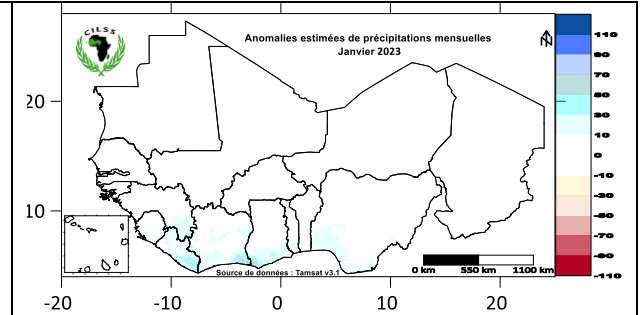 CILSS
Anomalies estimées de précipitations mensuelles
Janvier 2023
N
20
10
Source de données : Tamsat v3.1
0 km 550 km 1100 km
-20 -10 0 10 20
110
90
70
50
30
10
0
-10
-30
-50
-70
-90
-110